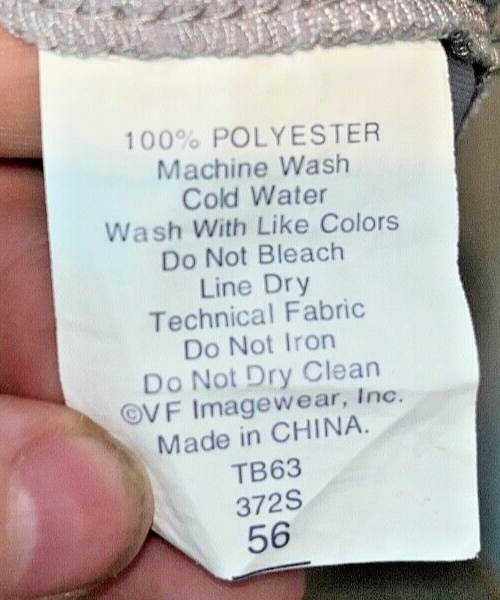 100% POLYESTER
Machine Wash
Cold Water
Wash With Like Colors
Do Not Bleach
Line Dry
Technical Fabric
Do Not Iron
Do Not Dry Clean
©VF Imagewear, Inc.
Made in CHINA.
TB63
372S
56